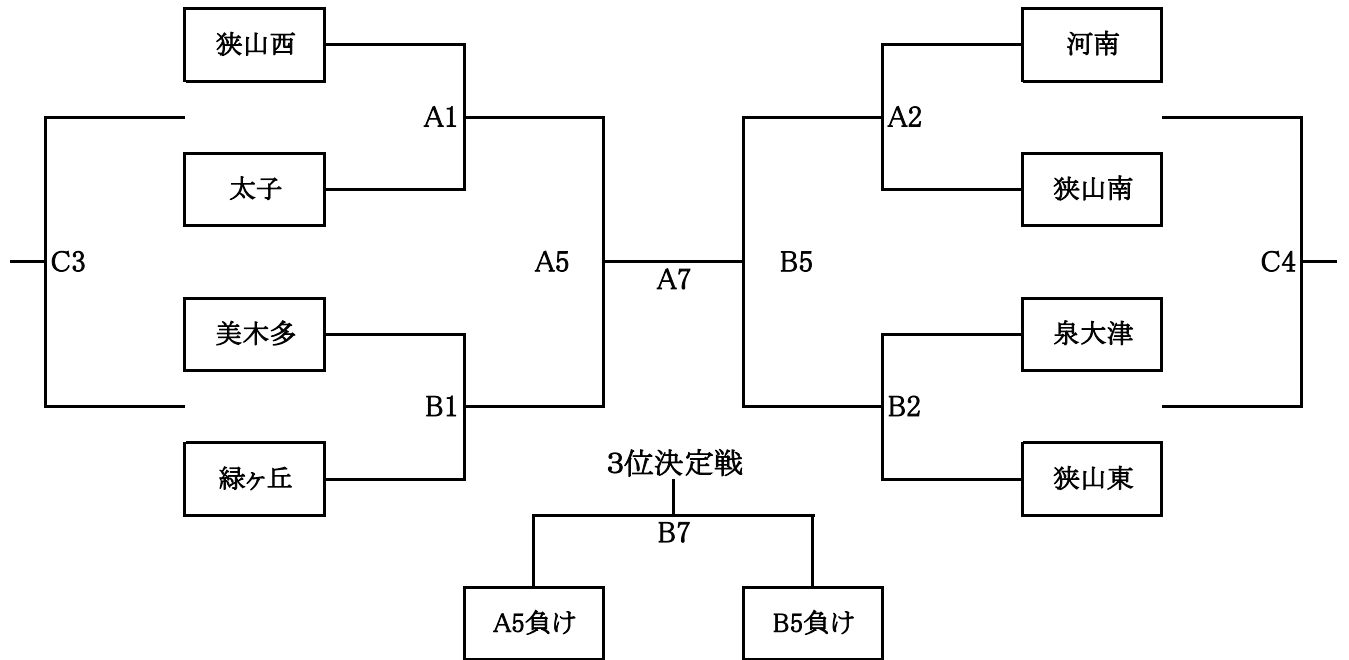 狭山西
河南
A1
A2
太子
狭山南
C3
A5
A7
B5
C4
美木多
泉大津
B1
B2
3位決定戦
緑ヶ丘
狭山東
B7
A5負け
B5負け